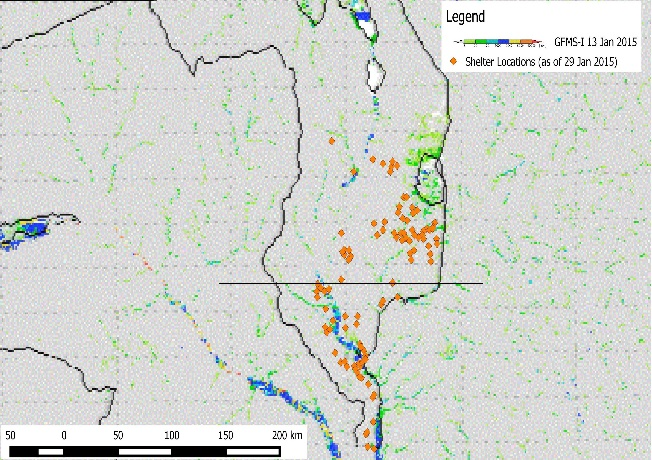 Legend
GFMS-I 13 Jan 2015
Shelter Locations (as of 29 Jan 2015)
50 0 50 100 150 200 km